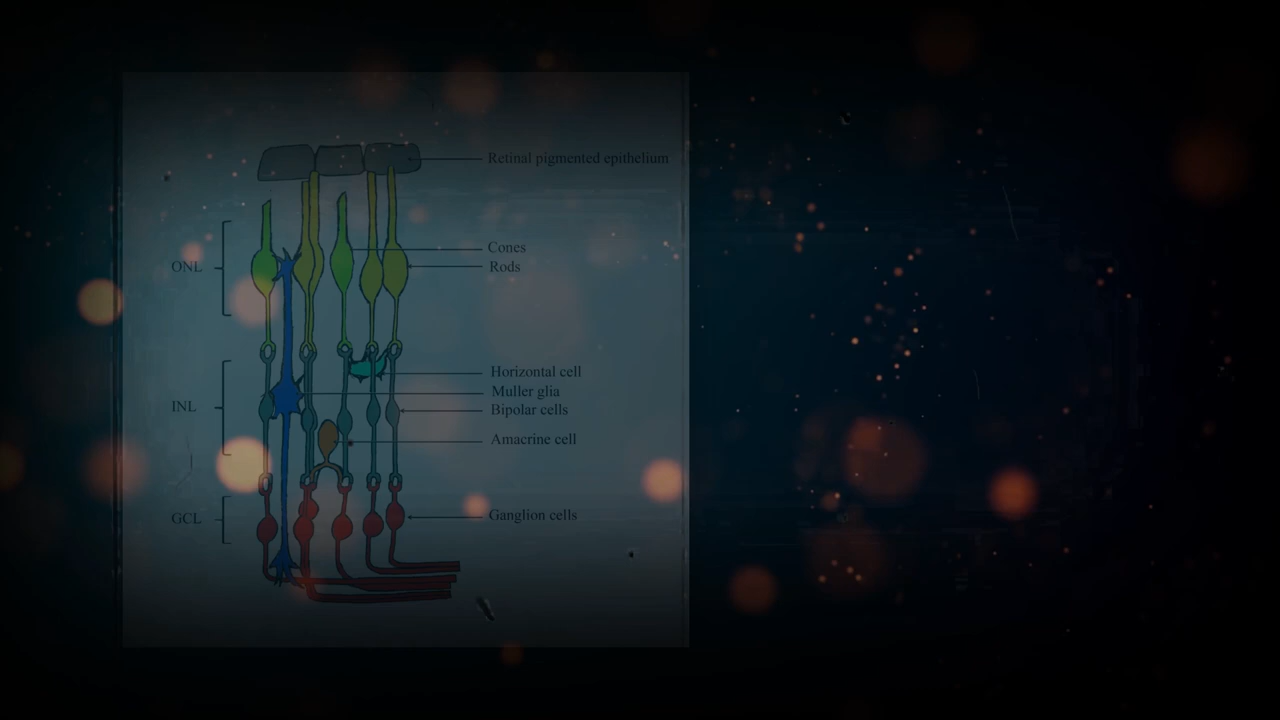 Retinal pigmented epithelium
Cones
ONL
Rods
Horizontal cell
Muller glia
INL
Bipolar cells
Amacrine cell
GCL
Ganglion cells